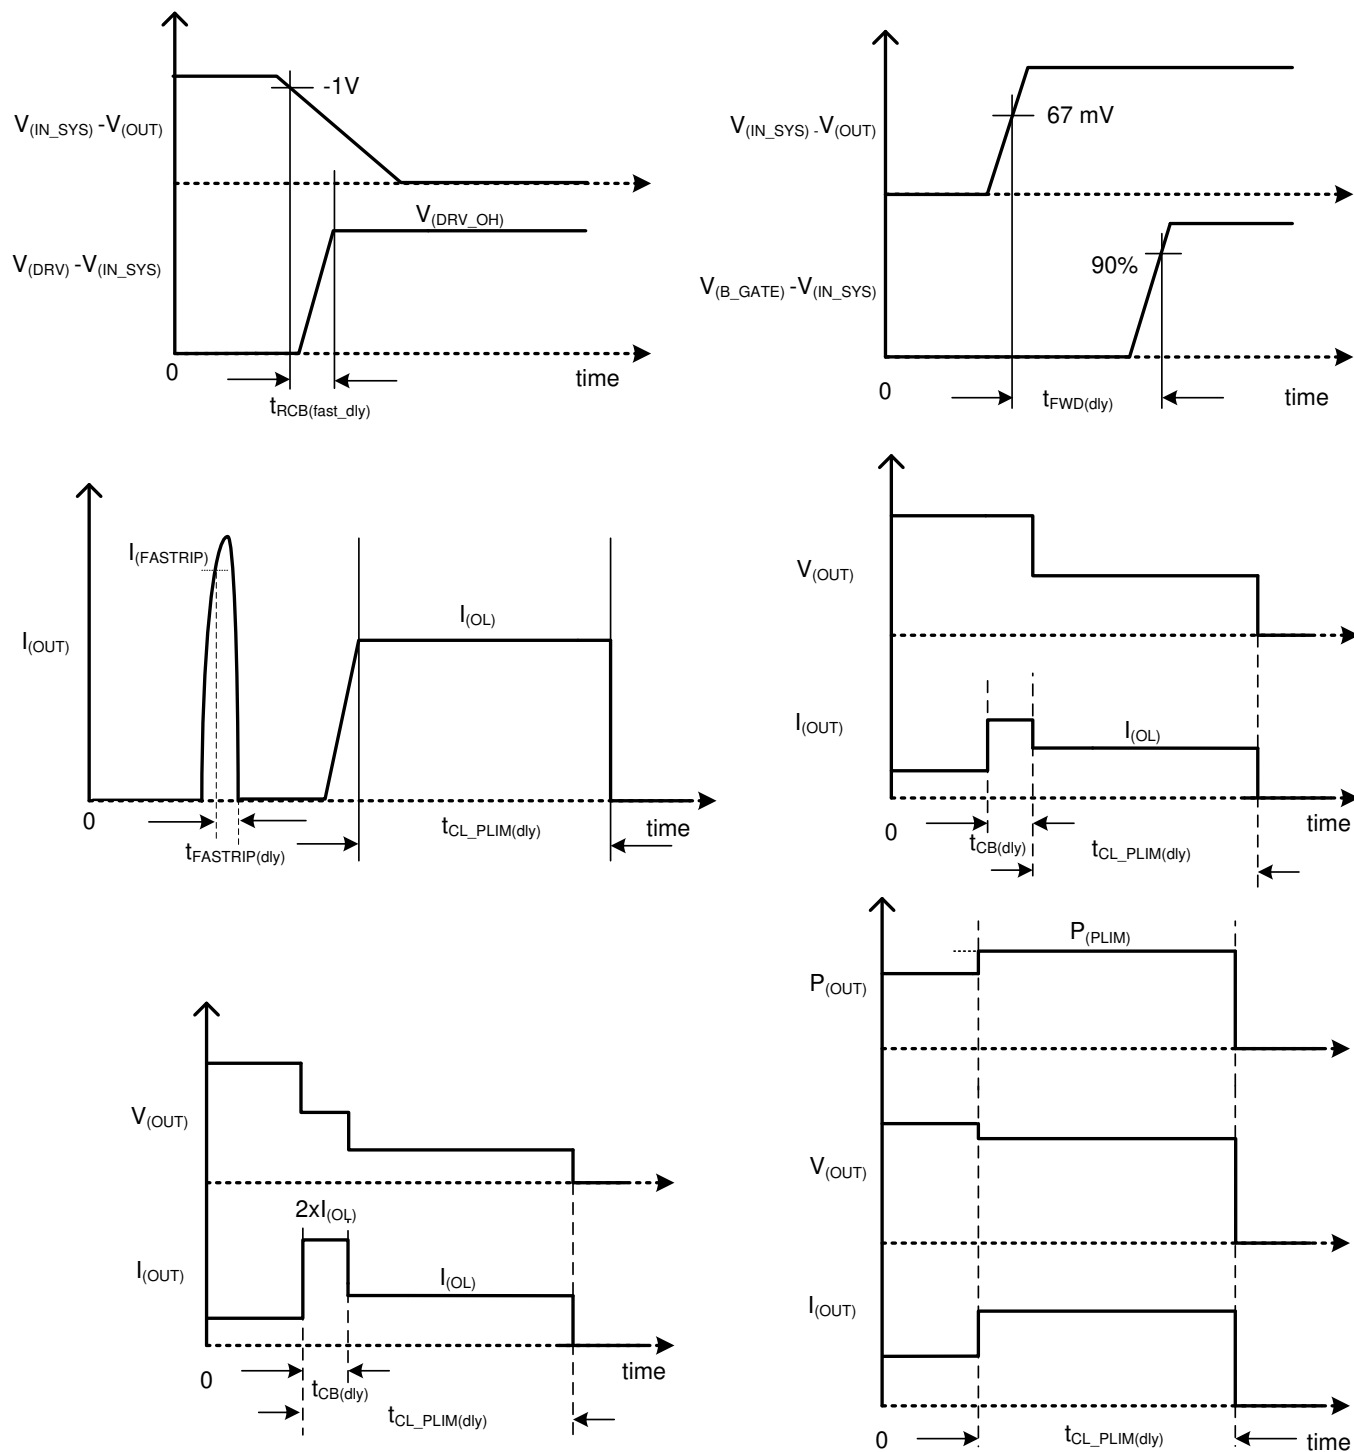 -1V
V(IN_SYS) -V(OUT)
V(DRV_OH)
V(DRV) -V(IN_SYS)
0
time
tRCB(fast_dly)
67 mV
V(IN_SYS) -V(OUT)
90%
V(B_GATE) -V(IN_SYS)
0
tFWD(dly)
time
I(FASTRIP)
I(OL)
I(OUT)
0
tFASTRIP(dly)
tCL_PLIM(dly)
time
V(OUT)
I(OUT)
I(OL)
0
tCB(dly)
tCL_PLIM(dly)
time
V(OUT)
2xI(OL)
I(OUT)
I(OL)
0
tCB(dly)
tCL_PLIM(dly)
time
P(PLIM)
P(OUT)
V(OUT)
I(OUT)
0
tCL_PLIM(dly)
time